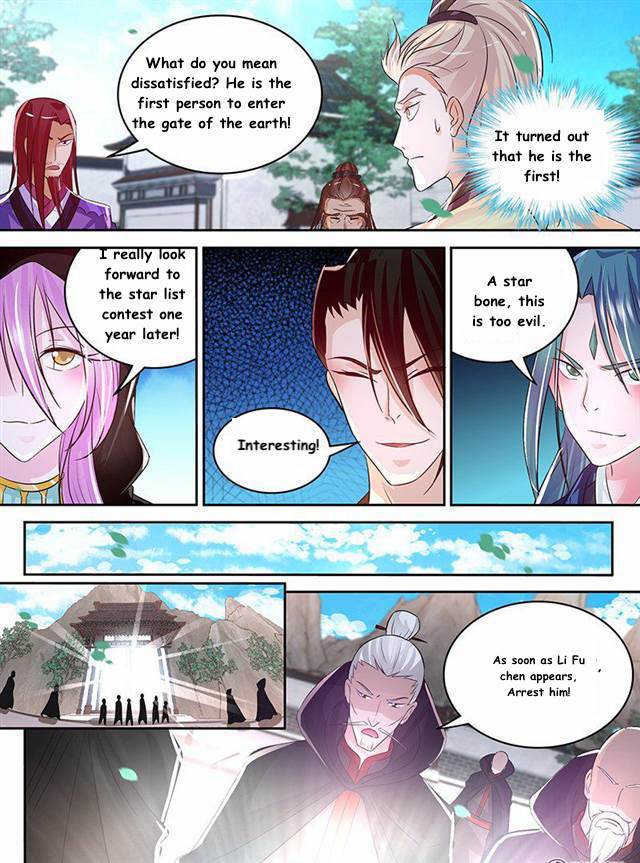 What do you mean
dissatisfied? He is the
first person to enter
the gate of the earth!
It turned out
that he is the
first!
I really look
forward to
the star list
contest one
year later!
Interesting!
A star
bone, this
is too evil.
As soon as Li Fu
chen appears,
Arrest him!